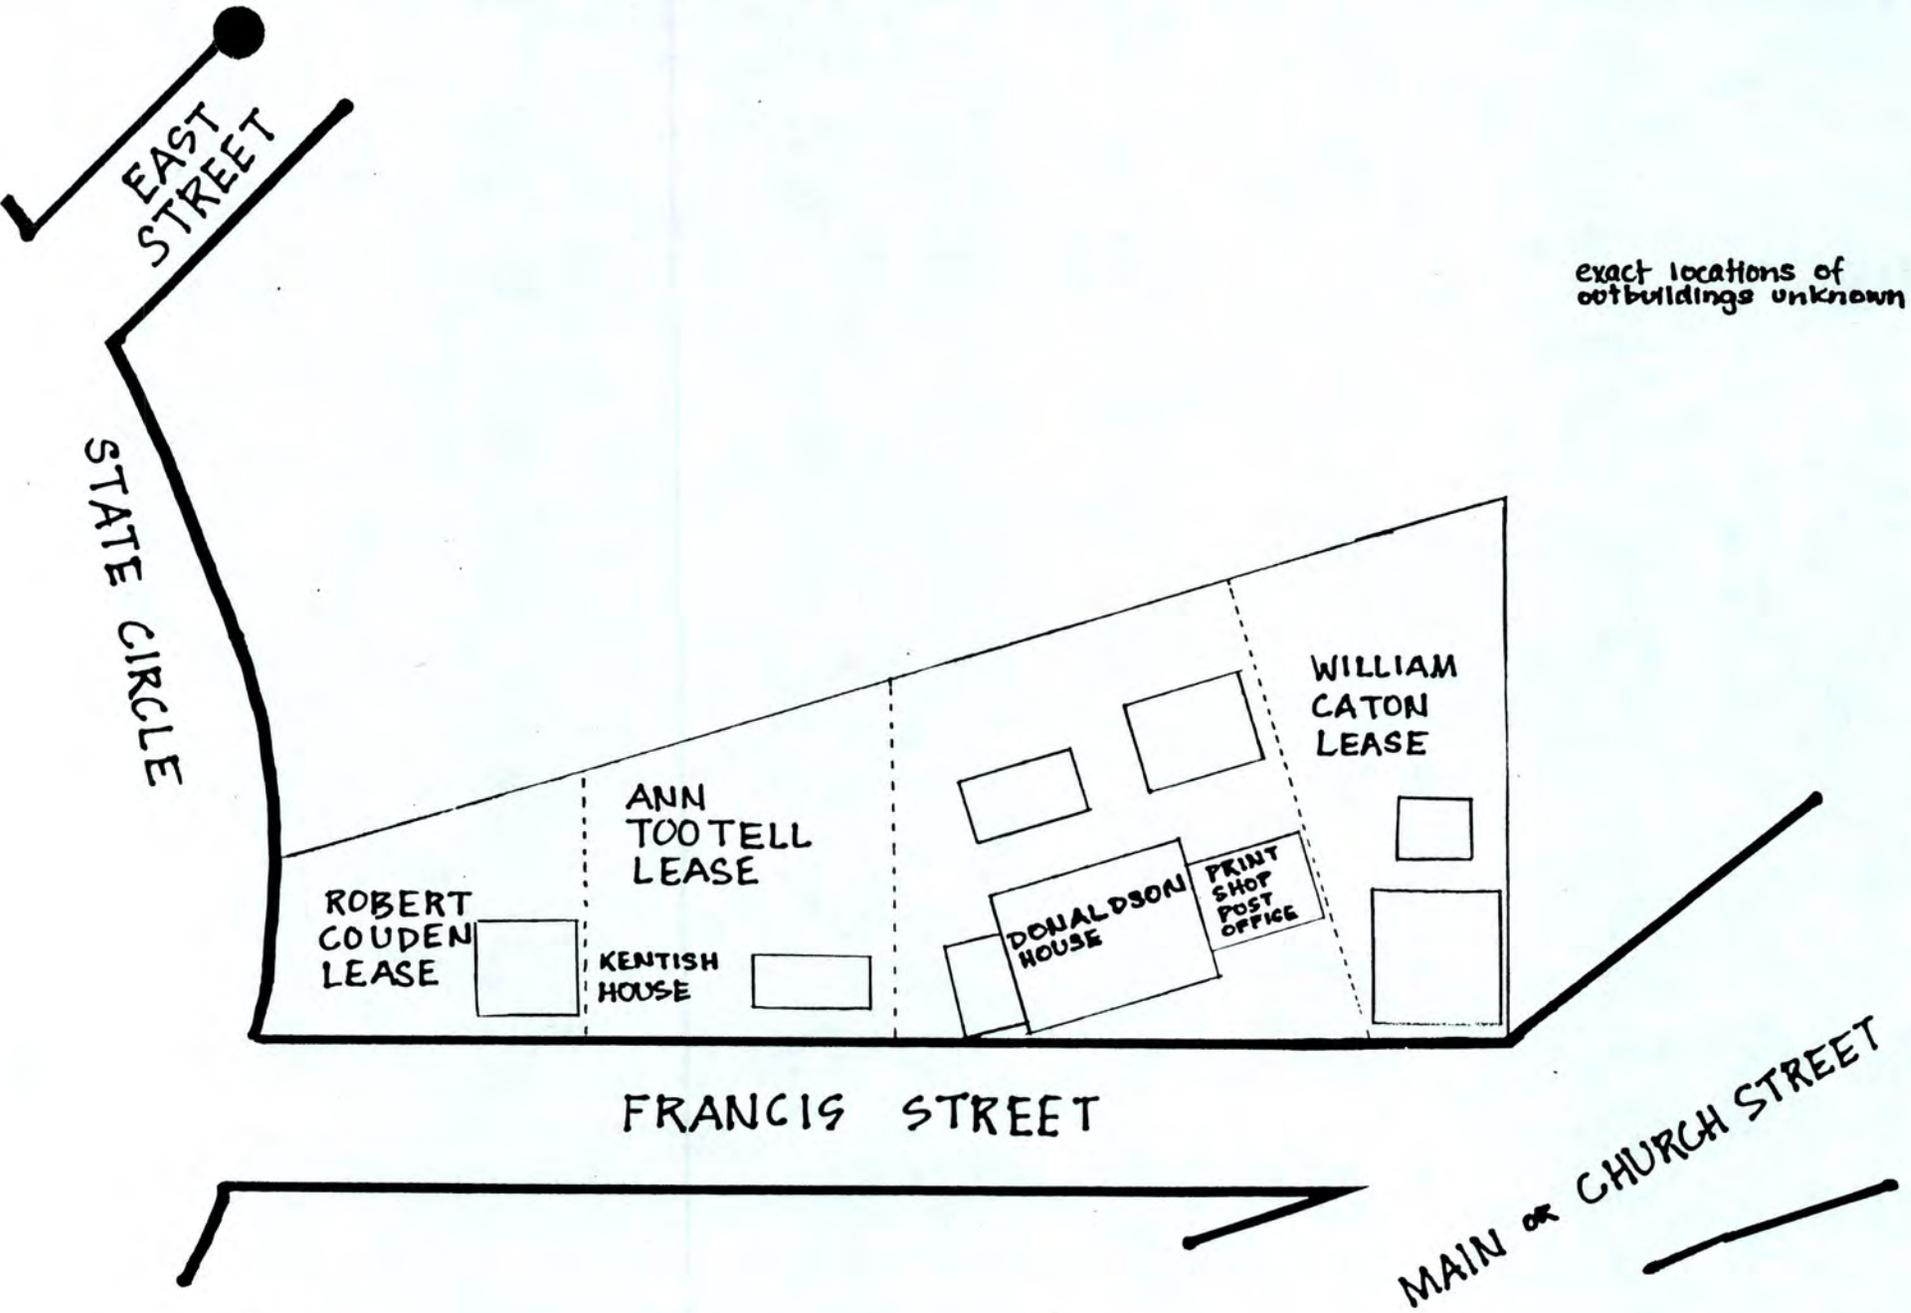 EAST
STREET
exact locations of
outbuildings unknown
STATE CIRCLE
WILLIAM
CATON
LEASE
ANN
TOOTELL
LEASE
ROBERT
COUDEN
LEASE
KENTISH
HOUSE
DONALDSON
HOUSE
PRINT
SHOP
POST
OFFICE
FRANCIS STREET
MAIN or CHURCH STREET